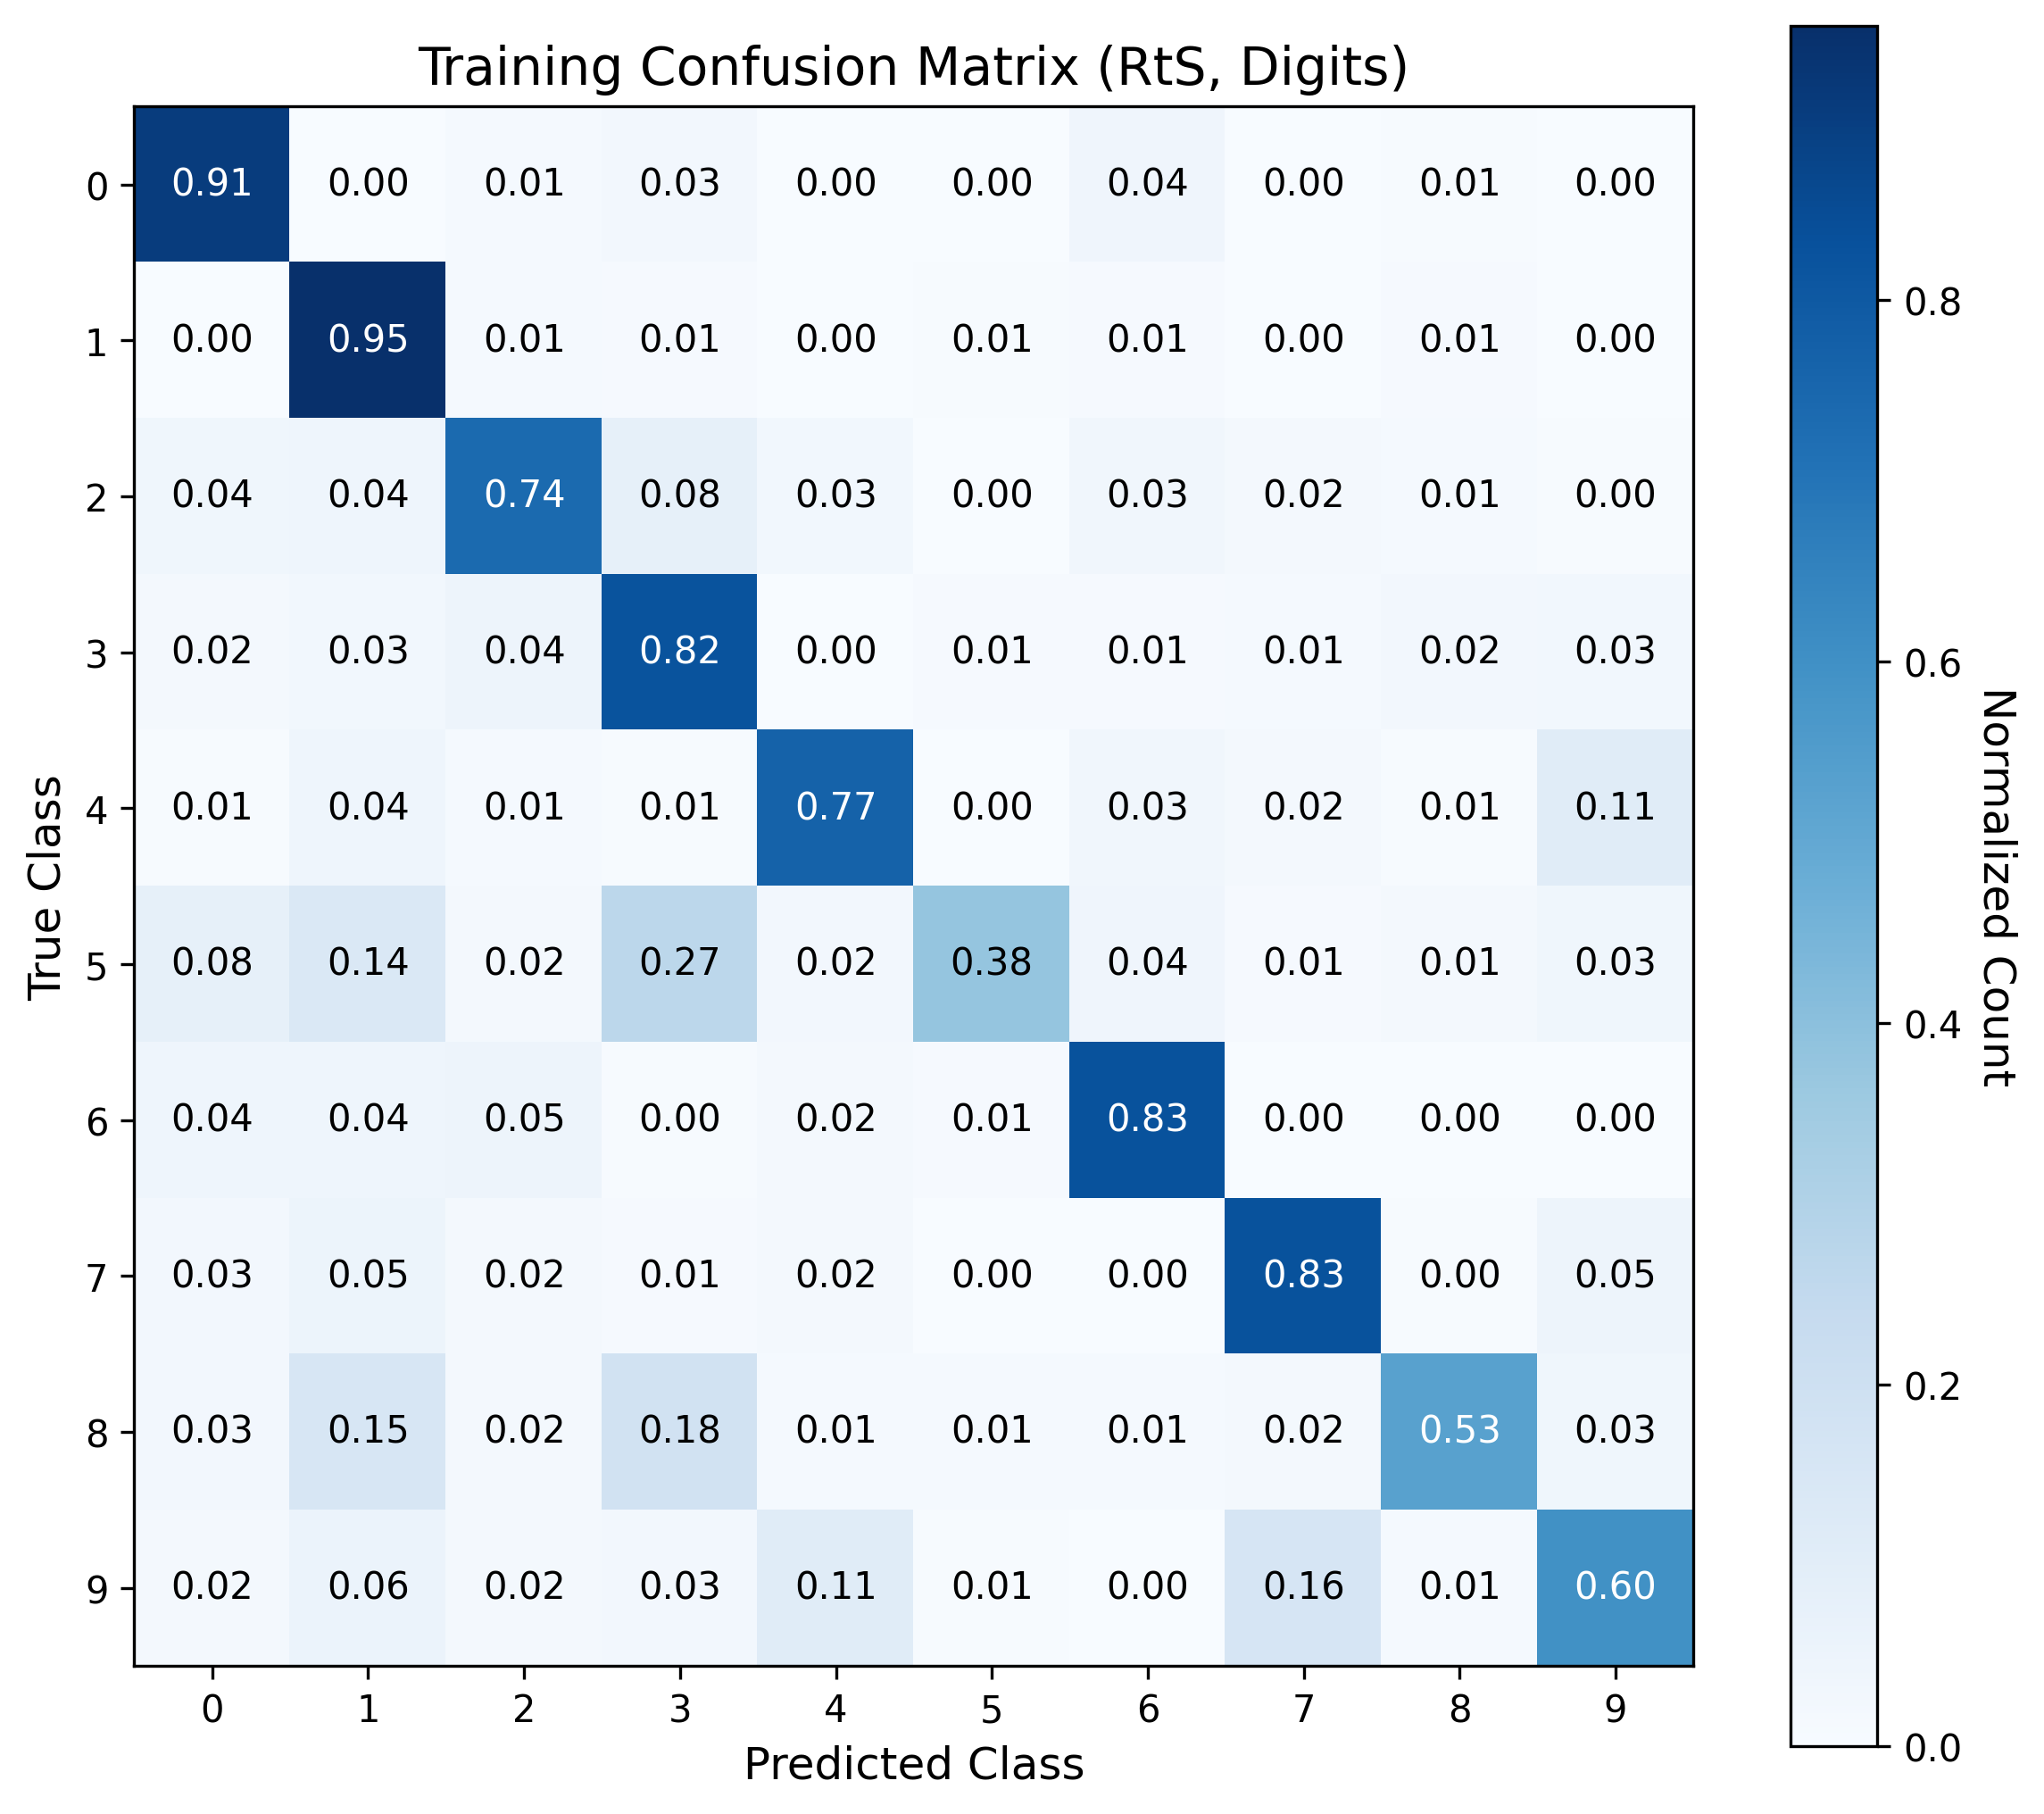 Training Confusion Matrix (RtS, Digits)
0 0.91 0.00 0.01 0.03 0.00 0.00 0.04 0.00 0.01 0.00
1 0.00 0.95 0.01 0.01 0.00 0.01 0.01 0.00 0.01 0.00
2 0.04 0.04 0.74 0.08 0.03 0.00 0.03 0.02 0.01 0.00
3 0.02 0.03 0.04 0.82 0.00 0.01 0.01 0.01 0.02 0.03
4 0.01 0.04 0.01 0.01 0.77 0.00 0.03 0.02 0.01 0.11
5 0.08 0.14 0.02 0.27 0.02 0.38 0.04 0.01 0.01 0.03
6 0.04 0.04 0.05 0.00 0.02 0.01 0.83 0.00 0.00 0.00
7 0.03 0.05 0.02 0.01 0.02 0.00 0.00 0.83 0.00 0.05
8 0.03 0.15 0.02 0.18 0.01 0.01 0.01 0.02 0.53 0.03
9 0.02 0.06 0.02 0.03 0.11 0.01 0.00 0.16 0.01 0.60
0 1 2 3 4 5 6 7 8 9
Predicted Class
True Class
0.8
0.6
0.4
0.2
0.0
Normalized Count